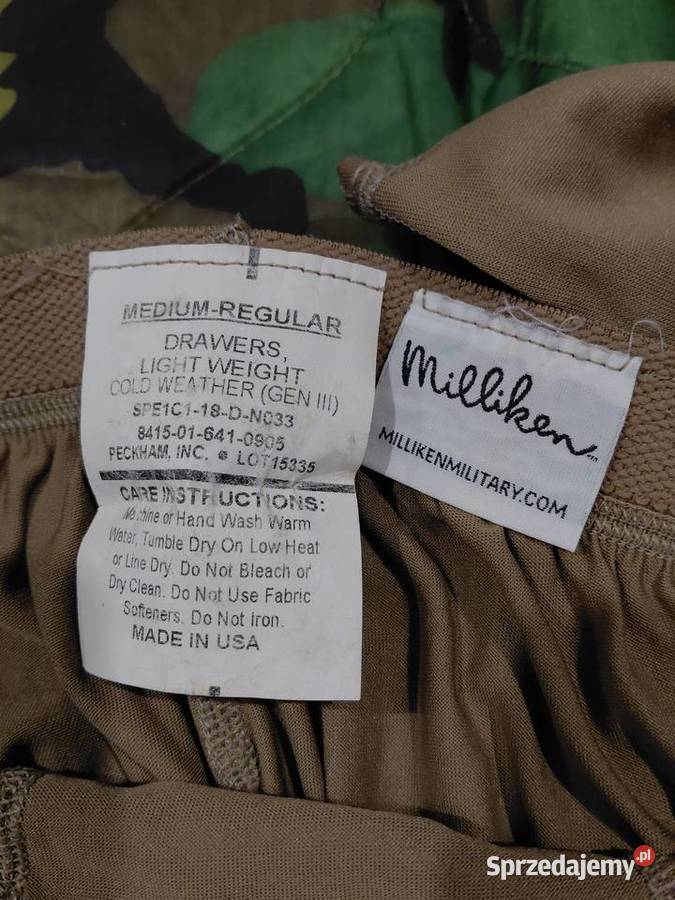 MEDIUM-REGULAR
DRAWERS,
LIGHT WEIGHT
COLD WEATHER (GEN III)
SPE1C1-18-D-N033
8415-01-641-0905
PECKHAM, INC. ● LOT15335
CARE INSTRUCTIONS:
Machine or Hand Wash Warm
Water, Tumble Dry On Low Heat
or Line Dry. Do Not Bleach or
Dry Clean. Do Not Use Fabric
Softeners. Do Not Iron.
MADE IN USA
Milliken
MILLIKENMILITARY.COM
Sprzedajemy.pl